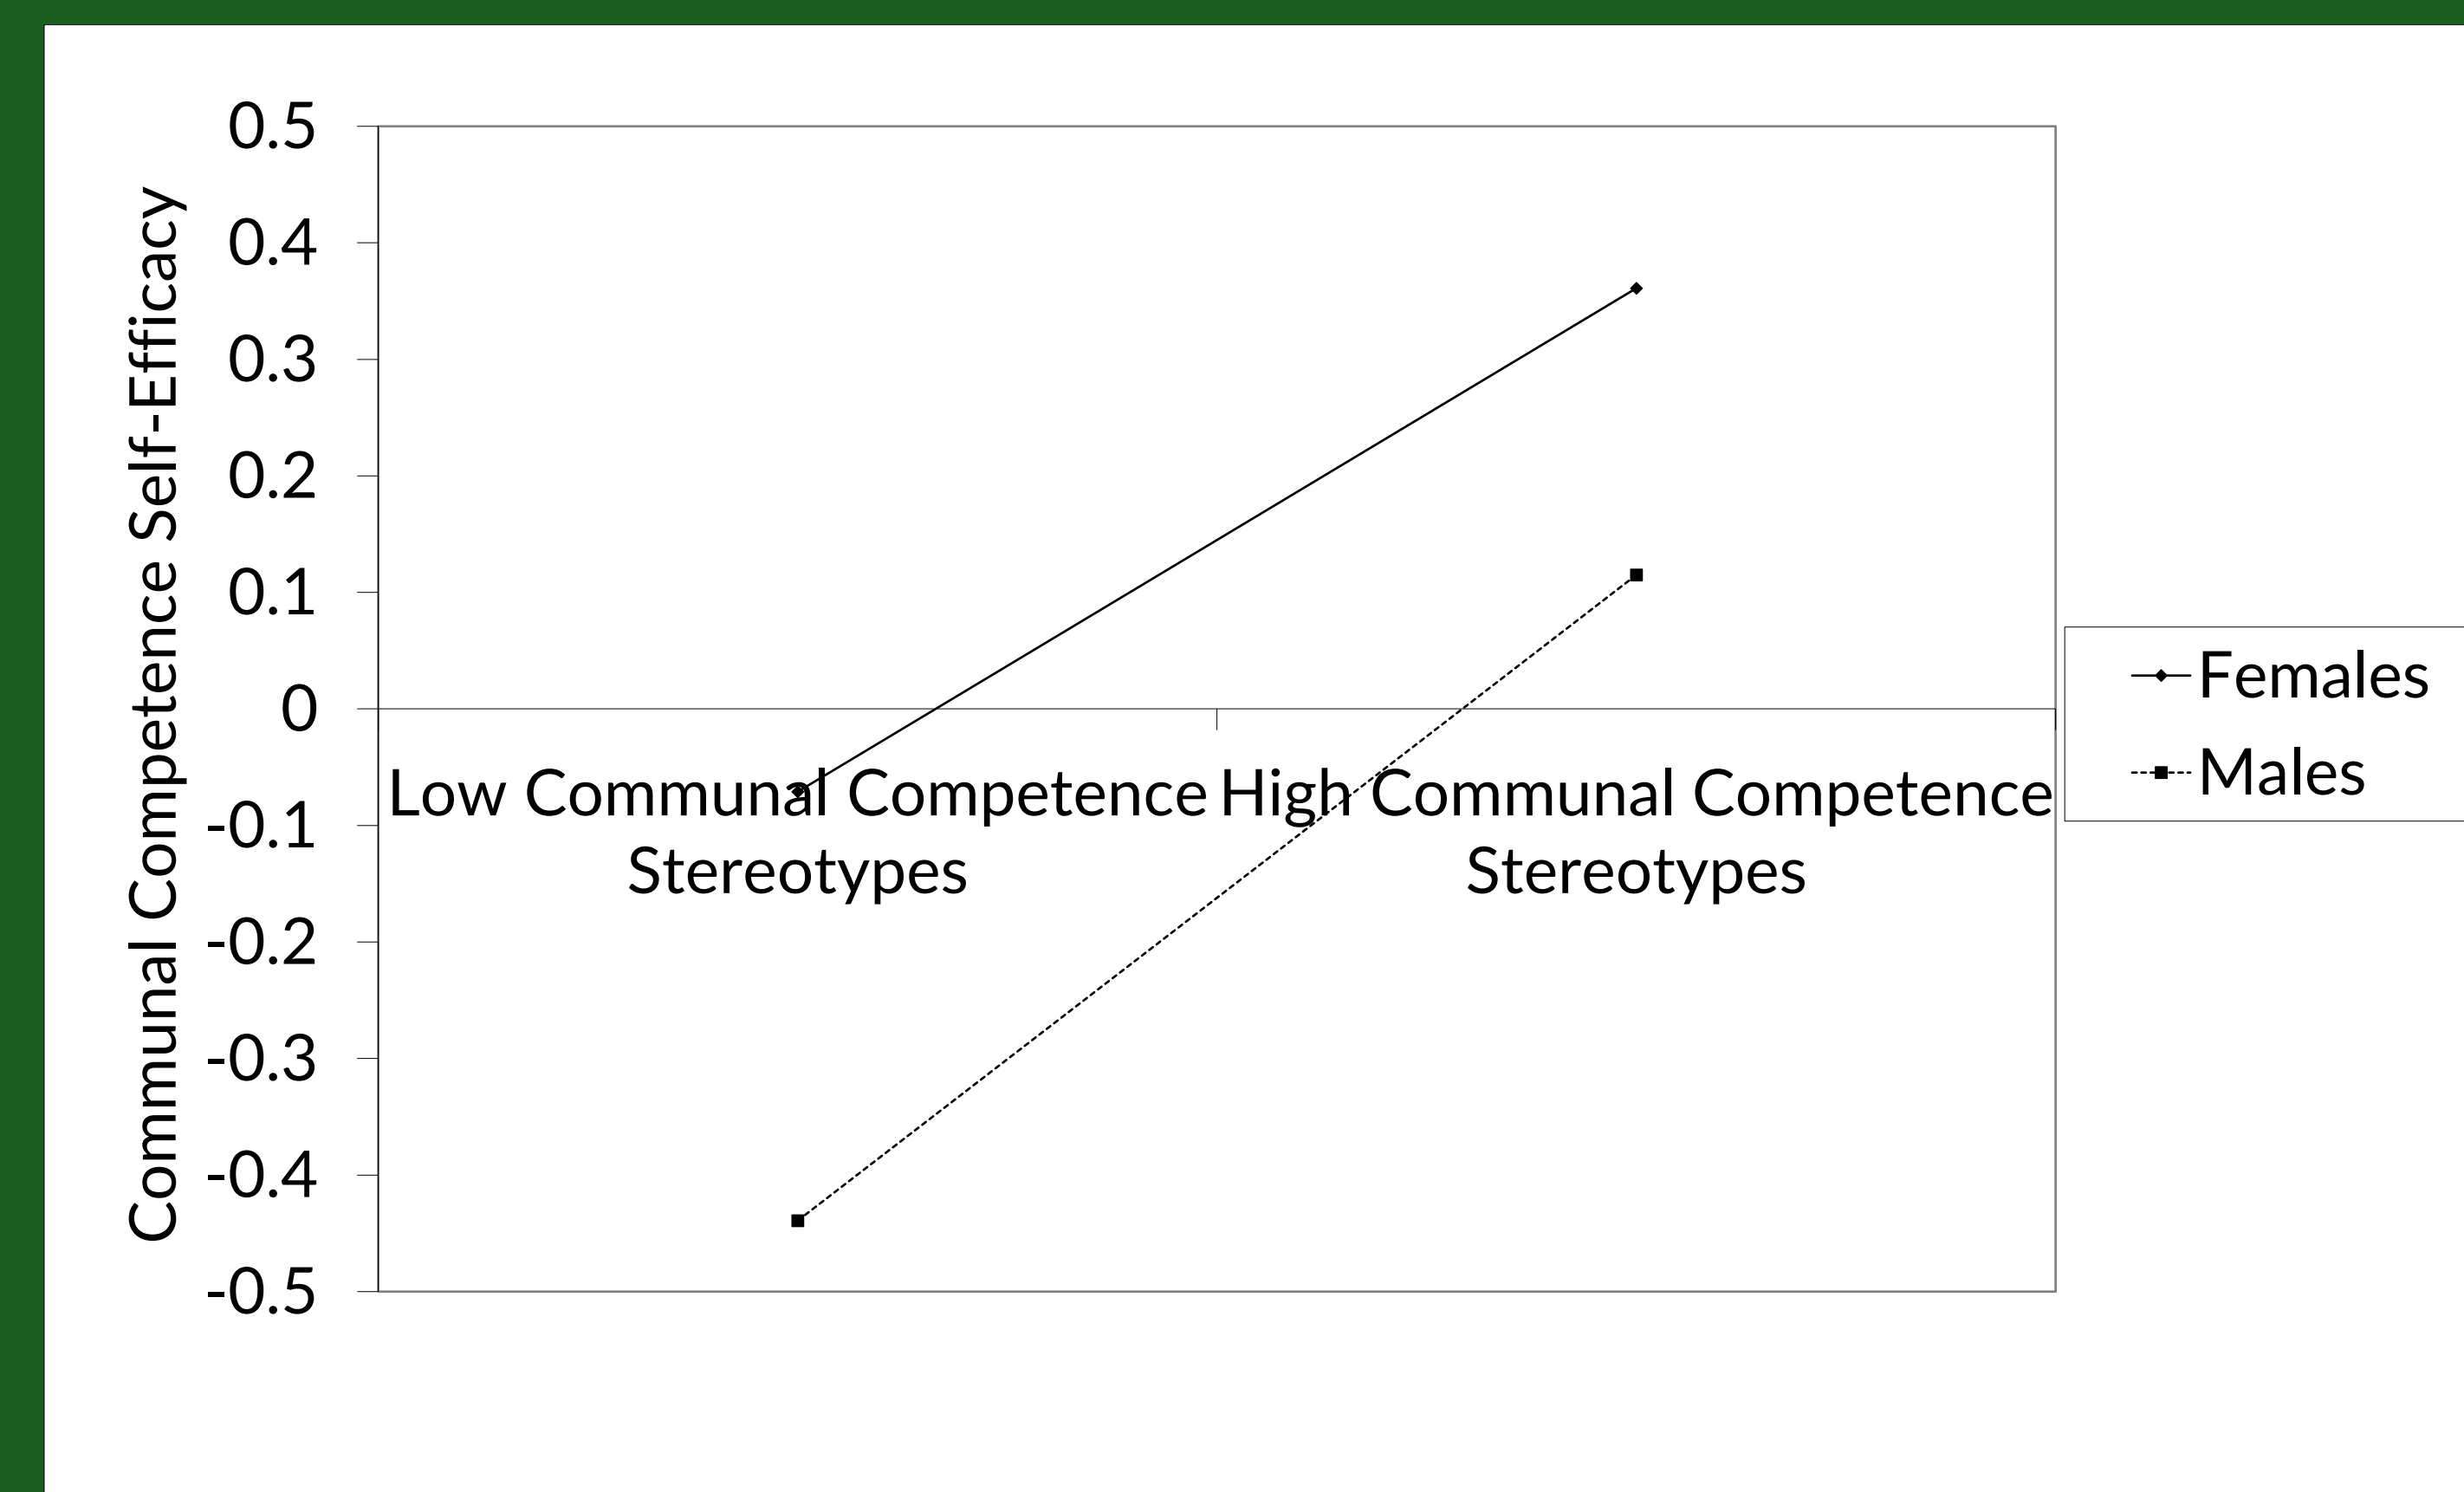 Communal Competence Self-Efficacy
0.5
0.4
0.3
0.2
0.1
0
-0.1
-0.2
-0.3
-0.4
-0.5
Low Communal Competence
Stereotypes
High Communal Competence
Stereotypes
Females
Males